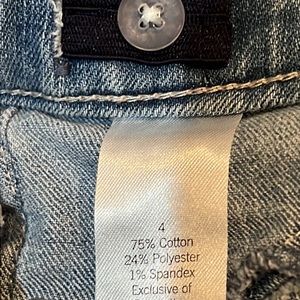 4
75% Cotton
24% Polyester
1% Spandex
Exclusive of